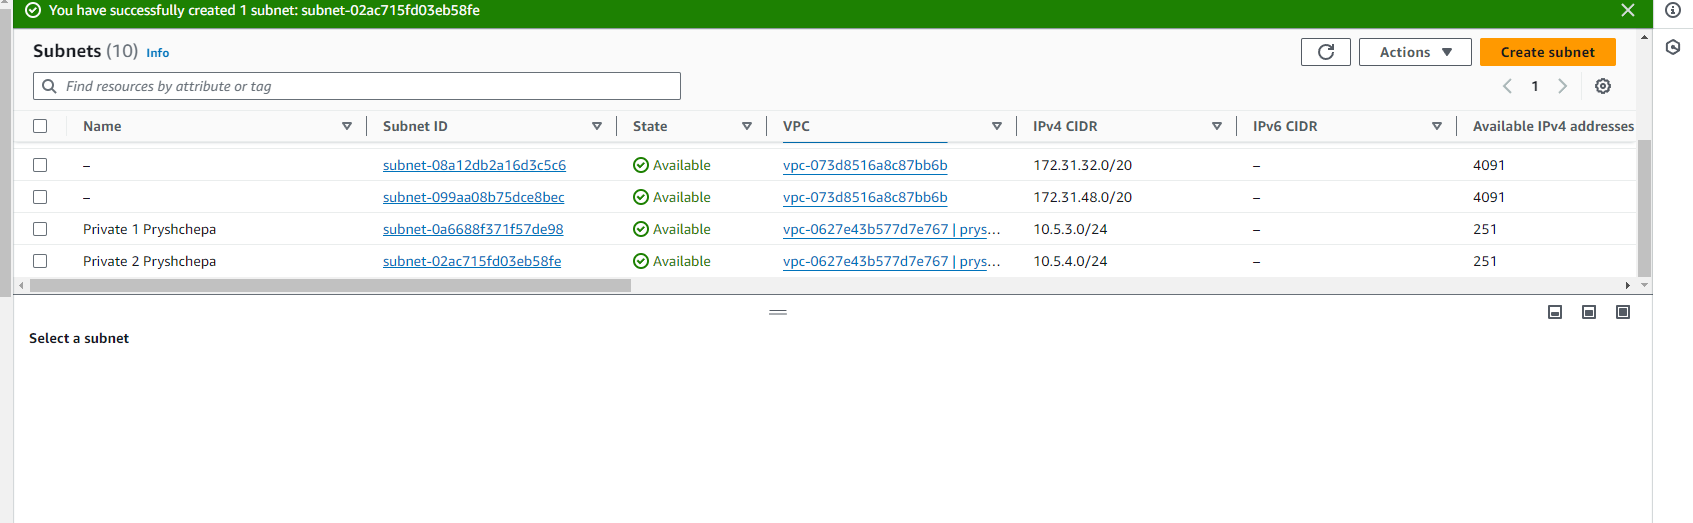 You have successfully created 1 subnet: subnet-02ac715fd03eb58fe
Subnets (10) Info
Actions
Create subnet
Find resources by attribute or tag
1
Name Subnet ID State VPC IPv4 CIDR IPv6 CIDR Available IPv4 addresses
– subnet-08a12db2a16d3c5c6 Available vpc-073d8516a8c87bb6b 172.31.32.0/20 – 4091
– subnet-099aa08b75dce8bec Available vpc-073d8516a8c87bb6b 172.31.48.0/20 – 4091
Private 1 Pryshchepa subnet-0a6688f371f57de98 Available vpc-0627e43b577d7e767 | prys... 10.5.3.0/24 – 251
Private 2 Pryshchepa subnet-02ac715fd03eb58fe Available vpc-0627e43b577d7e767 | prys... 10.5.4.0/24 – 251
Select a subnet